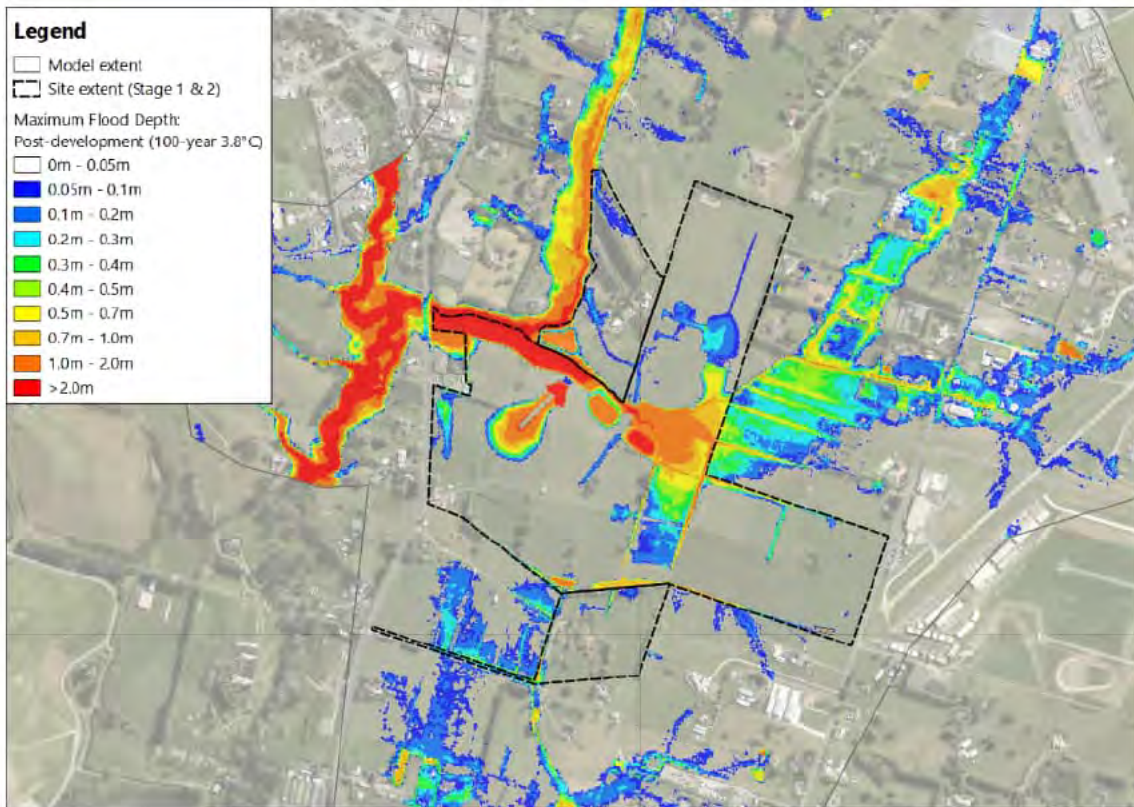 Legend
Model extent
Site extent (Stage 1 & 2)
Maximum Flood Depth:
Post-development (100-year 3.8°C)
0m - 0.05m
0.05m - 0.1m
0.1m - 0.2m
0.2m - 0.3m
0.3m - 0.4m
0.4m - 0.5m
0.5m - 0.7m
0.7m - 1.0m
1.0m - 2.0m
>2.0m